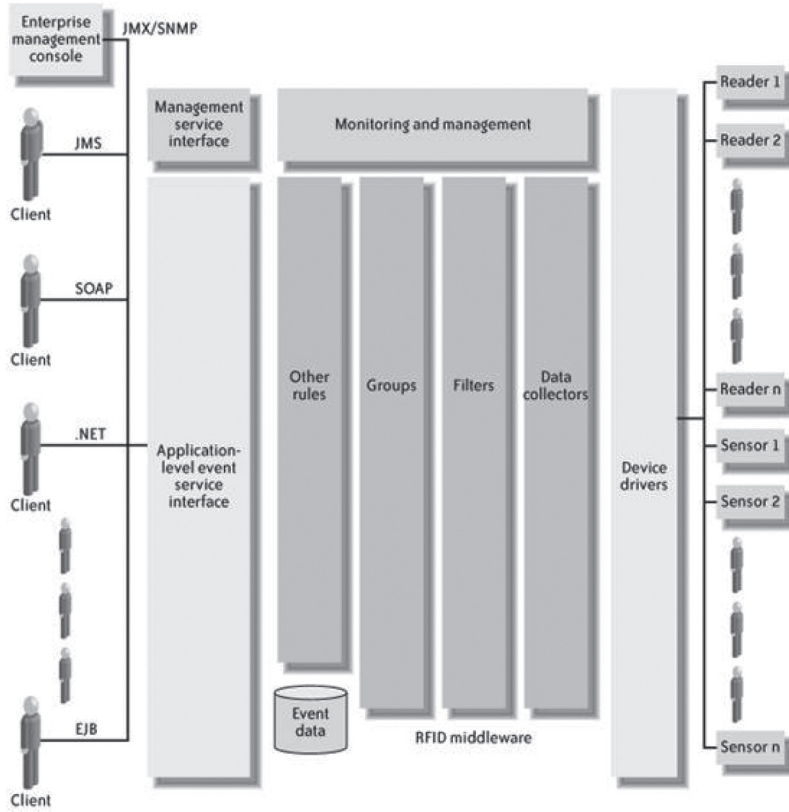 Enterprise
management
console
JMX/SNMP
JMS
Client
SOAP
Client
.NET
Client
EJB
Client
Management
service
interface
Application-
level event
service
interface
Monitoring and management
Other
rules
Groups
Filters
Data
collectors
Event
data
RFID middleware
Device
drivers
Reader 1
Reader 2
Reader n
Sensor 1
Sensor 2
Sensor n